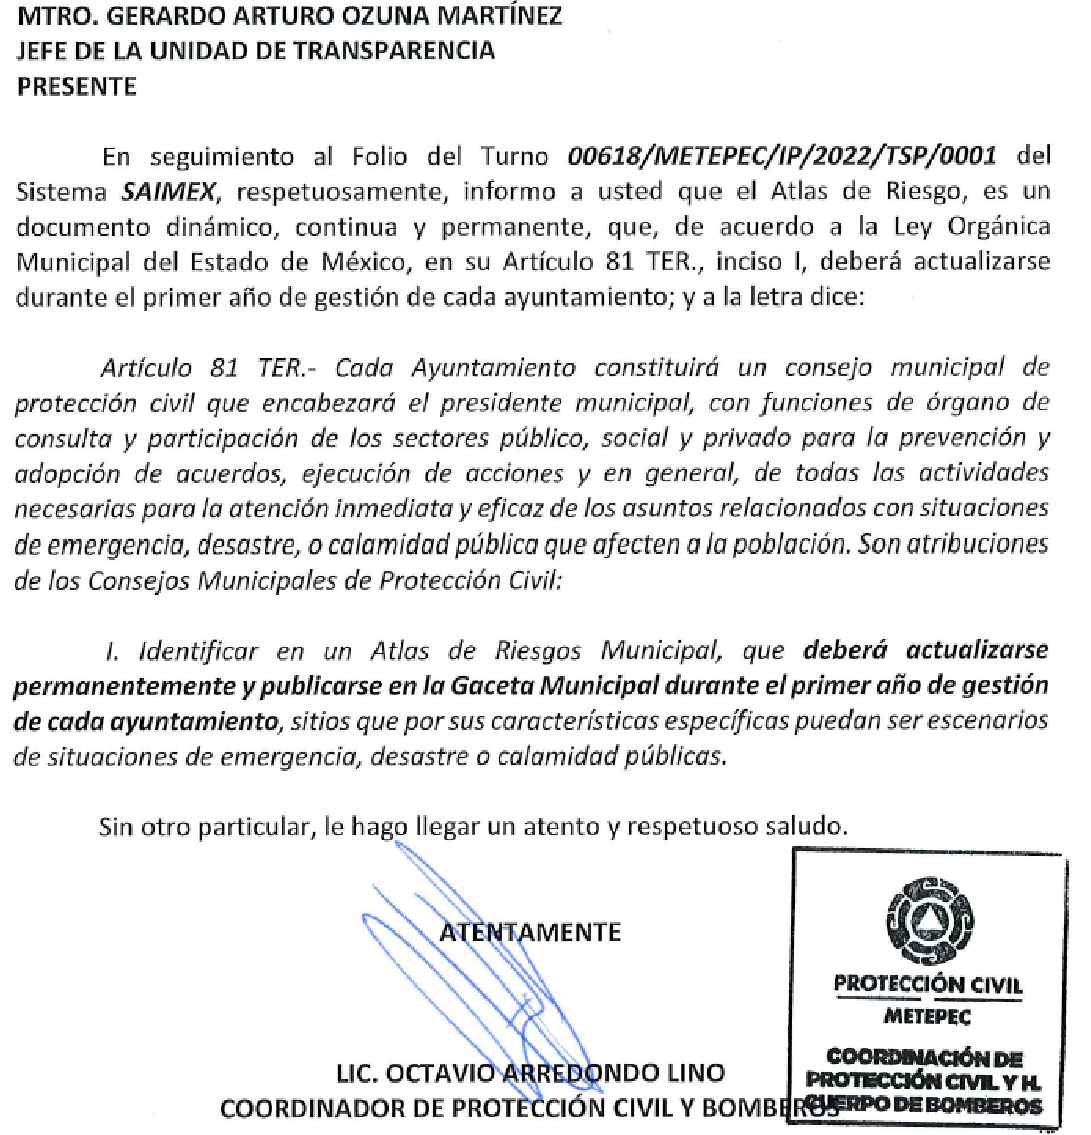 MTRO. GERARDO ARTURO OZUNA MARTÍNEZ
JEFE DE LA UNIDAD DE TRANSPARENCIA
PRESENTE
En seguimiento al Folio del Turno 00618/METEPEC/IP/2022/TSP/0001 del
Sistema SAIMEX, respetuosamente, informo a usted que el Atlas de Riesgo, es un
documento dinámico, continua y permanente, que, de acuerdo a la Ley Orgánica
Municipal del Estado de México, en su Artículo 81 TER., inciso I, deberá actualizarse
durante el primer año de gestión de cada ayuntamiento; y a la letra dice:
Artículo 81 TER.- Cada Ayuntamiento constituirá un consejo municipal de
protección civil que encabezará el presidente municipal, con funciones de órgano de
consulta y participación de los sectores público, social y privado para la prevención y
adopción de acuerdos, ejecución de acciones y en general, de todas las actividades
necesarias para la atención inmediata y eficaz de los asuntos relacionados con situaciones
de emergencia, desastre, o calamidad pública que afecten a la población. Son atribuciones
de los Consejos Municipales de Protección Civil:
I. Identificar en un Atlas de Riesgos Municipal, que deberá actualizarse
permanentemente y publicarse en la Gaceta Municipal durante el primer año de gestión
de cada ayuntamiento, sitios que por sus características específicas puedan ser escenarios
de situaciones de emergencia, desastre o calamidad públicas.
Sin otro particular, le hago llegar un atento y respetuoso saludo.
ATENTAMENTE
LIC. OCTAVIO ARREDONDO LINO
COORDINADOR DE PROTECCIÓN CIVIL Y BOMBEROS
PROTECCIÓN CIVIL
METEPEC
COORDINACIÓN DE
PROTECCIÓN CIVIL Y H.
CUERPO DE BOMBEROS